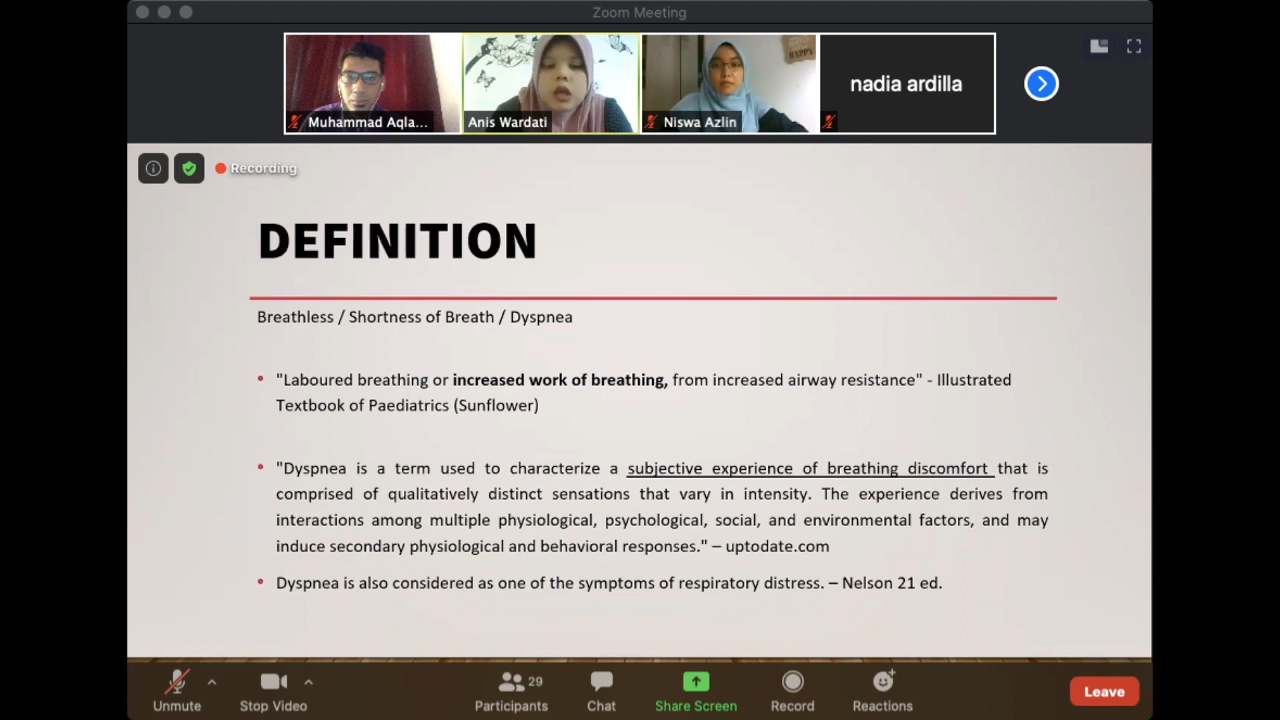 Zoom Meeting
Muhammad Aqla...
Anis Wardati
Niswa Azlin
HAPPY
nadia ardilla
Recording
DEFINITION
Breathless / Shortness of Breath / Dyspnea
• "Laboured breathing or increased work of breathing, from increased airway resistance" - Illustrated
Textbook of Paediatrics (Sunflower)
• "Dyspnea is a term used to characterize a subjective experience of breathing discomfort that is
comprised of qualitatively distinct sensations that vary in intensity. The experience derives from
interactions among multiple physiological, psychological, social, and environmental factors, and may
induce secondary physiological and behavioral responses." – uptodate.com
• Dyspnea is also considered as one of the symptoms of respiratory distress. – Nelson 21 ed.
29
Unmute
Stop Video
Participants
Chat
Share Screen
Record
Reactions
Leave